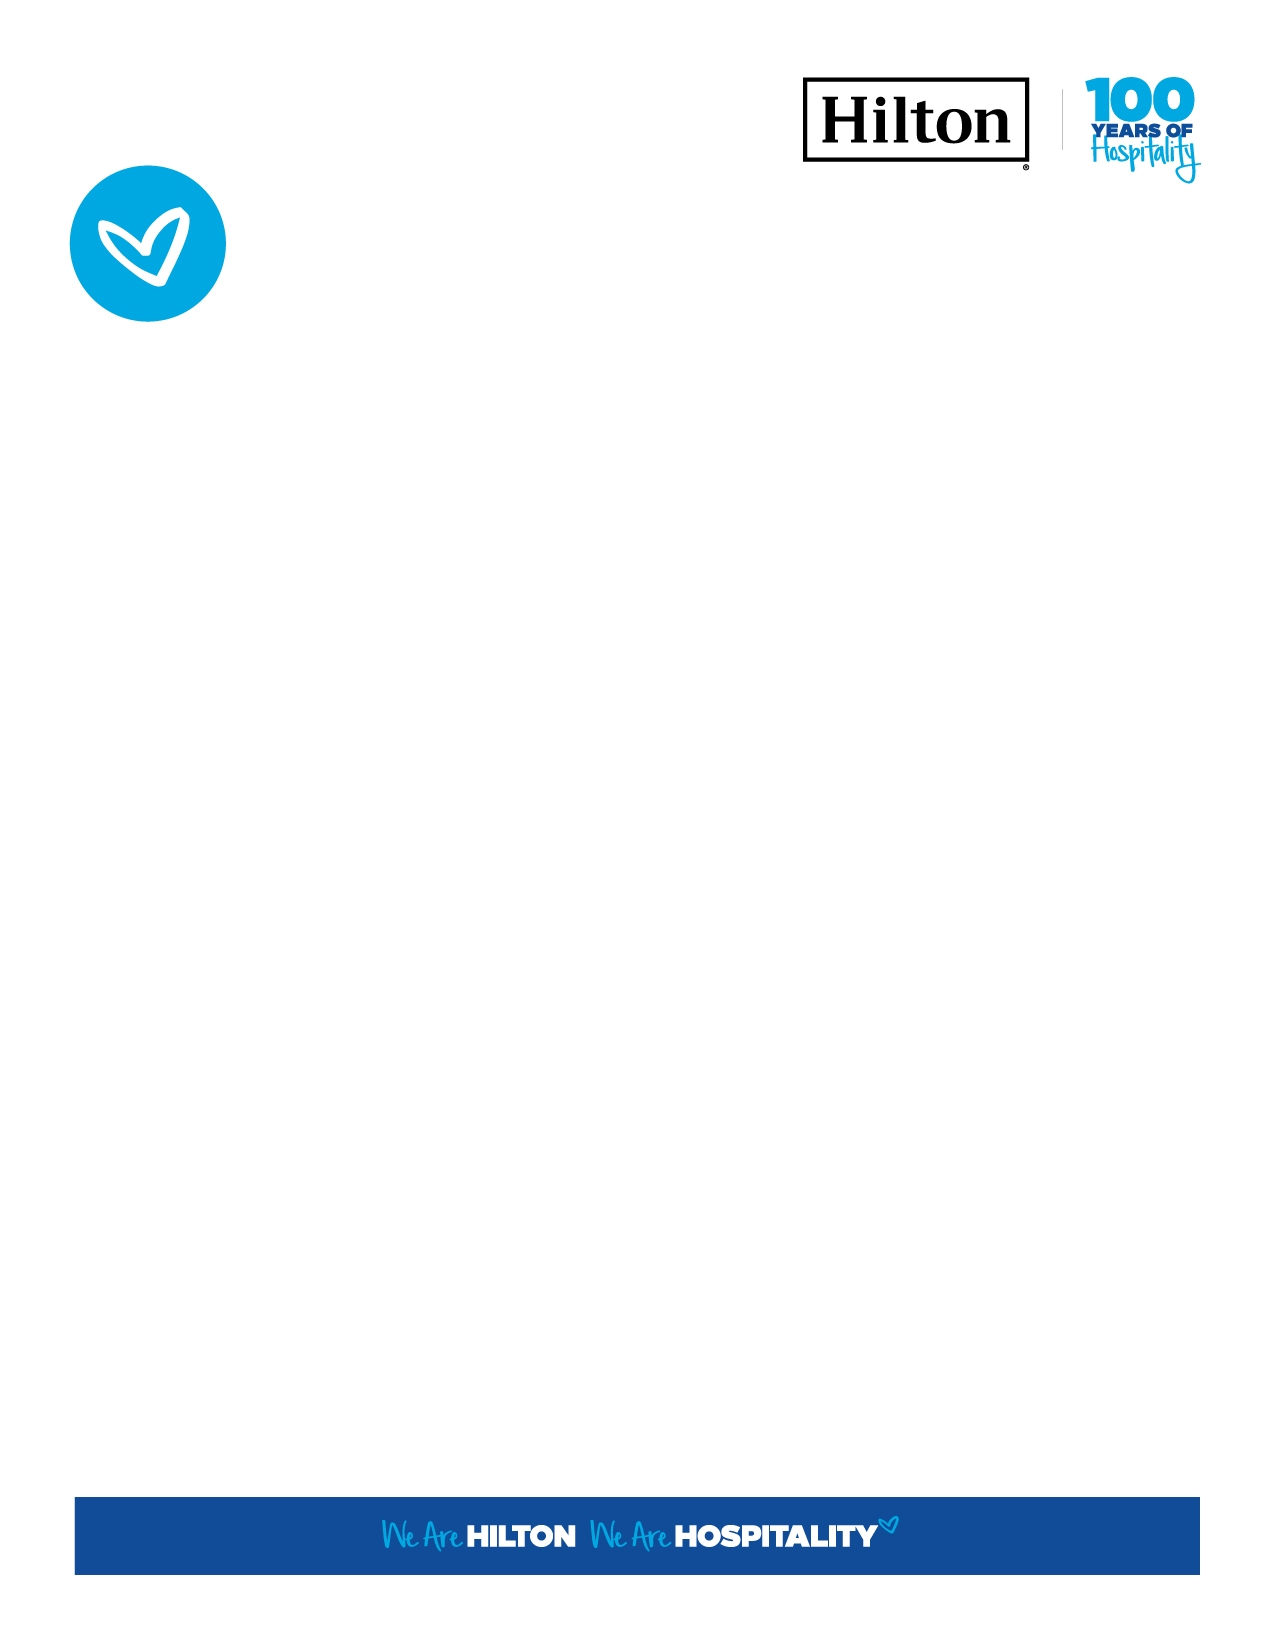 Hilton
®
100
YEARS OF
Hospitality
We Are HILTON We Are HOSPITALITY